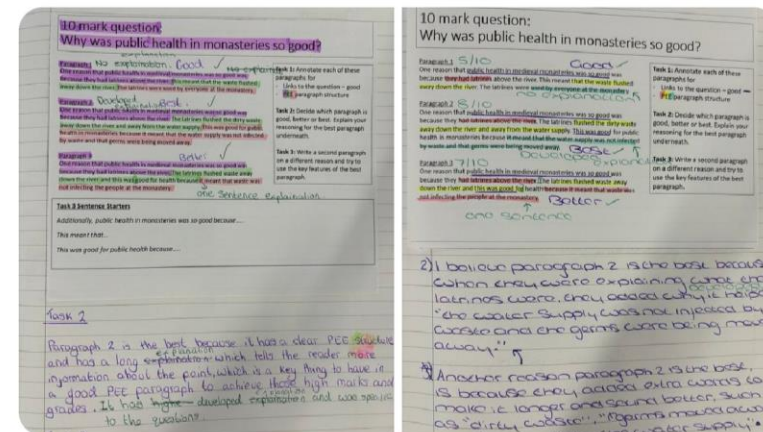 10 mark question:
Why was public health in monasteries so good?
Paragraph 1 No explanation. Good ✓
One reason that public health in medieval monasteries was so good was
because they had latrines above the river. This meant that the waste flushed
away down the river. The latrines were used by everyone at the monastery.
Paragraph 2 Developed explanation Best. ✓
One reason that public health in medieval monasteries was so good was
because they had latrines above the river. The latrines flushed the dirty waste
away down the river and away from the water supply. This was good for public
health in monasteries because it meant that the water supply was not infected
by waste and that germs were being moved away.
Paragraph 3 Better ✓
One reason that public health in medieval monasteries was so good was
because they had latrines above the river. The latrines flushed waste away
down the river and this was good for health because it meant that waste was
not infecting the people at the monastery.
one sentence explaination
Task 1: Annotate each of these
paragraphs for
- Links to the question = good
- PEE paragraph structure
Task 2: Decide which paragraph is
good, better or best. Explain your
reasoning for the best paragraph
underneath.
Task 3: Write a second paragraph
on a different reason and try to
use the key features of the best
paragraph.
Task 3 Sentence Starters
Additionally, public health in monasteries was so good because....
This meant that...
This was good for public health because....
Task 2
Paragraph 2 is the best because it has a clear PEE structure
and has a long explanation which tells the reader more
information about the point, which is a key thing to have in
a good PEE paragraph to achieve those high marks and
grades. It had developed explanation and was specific
to the question.
10 mark question:
Why was public health in monasteries so good?
Paragraph 1 5/10 Good ✓
One reason that public health in medieval monasteries was so good was
because they had latrines above the river. This meant that the waste flushed
away down the river. The latrines were used by everyone at the monastery.
no explanation
Paragraph 2 8/10
One reason that public health in medieval monasteries was so good was
because they had latrines above the river. The latrines flushed the dirty waste
away down the river and away from the water supply. This was good for public
health in monasteries because it meant that the water supply was not infected
by waste and that germs were being moved away. Best ✓
developed
Paragraph 3 7/10
One reason that public health in medieval monasteries was so good was
because they had latrines above the river. The latrines flushed waste away
down the river and this was good for health because it meant that waste was
not infecting the people at the monastery. Better ✓
one sentence
Task 1: Annotate each of these
paragraphs for
- Links to the question = good
- PEE paragraph structure
Task 2: Decide which paragraph is
good, better or best. Explain your
reasoning for the best paragraph
underneath.
Task 3: Write a second paragraph
on a different reason and try to
use the key features of the best
paragraph.
2) I believe paragraph 2 is the best because
when they were explaining what the
latrines were, they added why it helped
"the water supply was not injected by
waste and the germs were being moved
away."
Another reason paragraph 2 is the best,
is because they added extra words to
make it longer and sound better, such
as "dirty waste", "germs moved away
water supply".